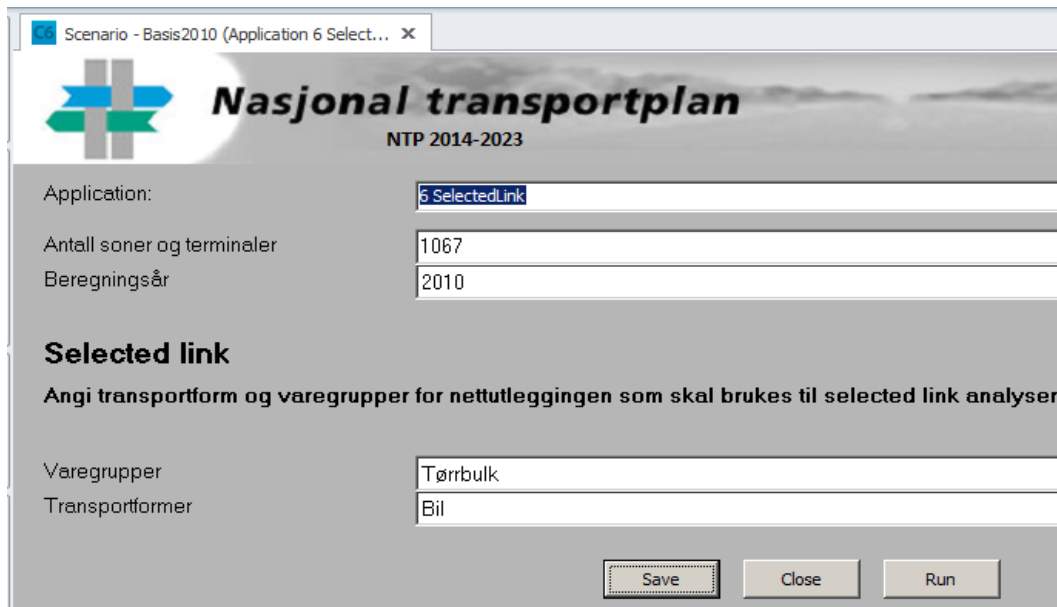 C6 Scenario - Basis2010 (Application 6 Select... X
Nasjonal transportplan
NTP 2014-2023
Application: 6 SelectedLink
Antall soner og terminaler 1067
Beregningsår 2010
Selected link
Angi transportform og varegrupper for nettutleggingen som skal brukes til selected link analyser
Varegrupper Tørrbulk
Transportformer Bil
Save Close Run